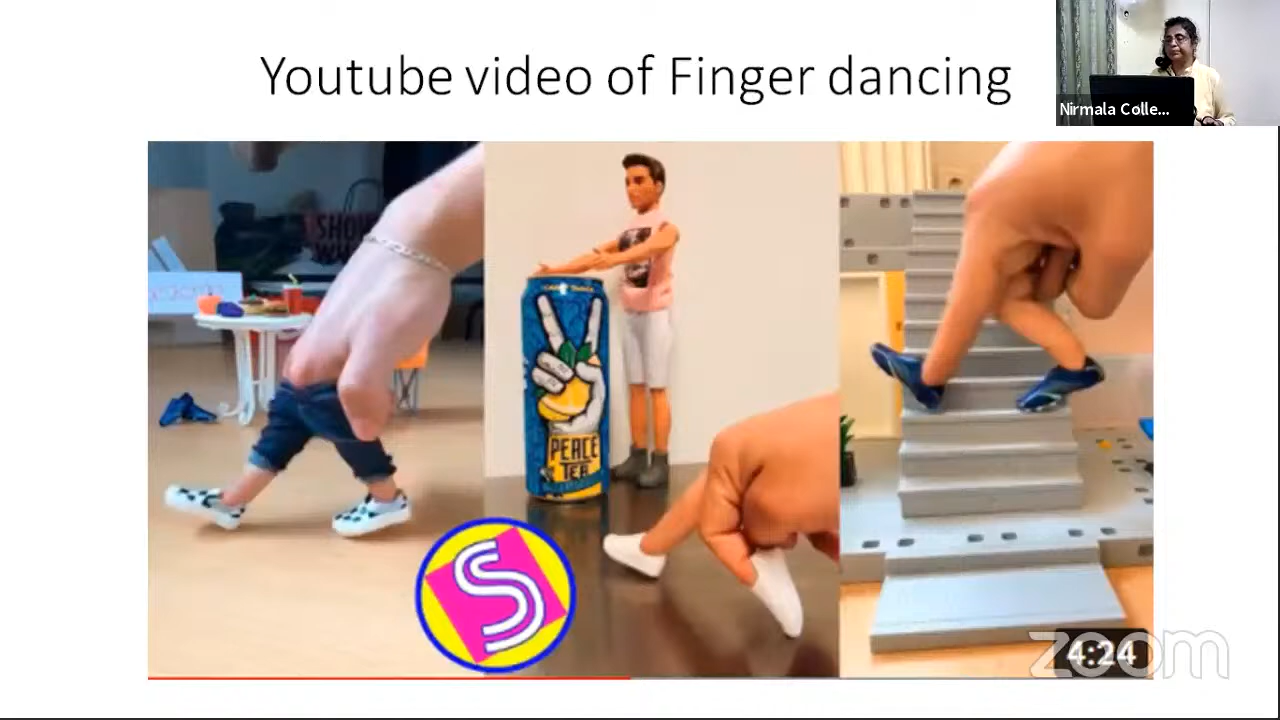 Youtube video of Finger dancing
Nirmala Colle...
PEACE
TEA
S
zoom
4:24